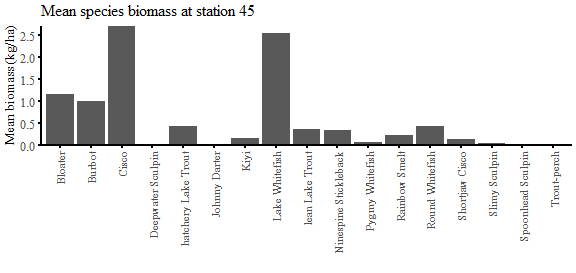 Mean species biomass at station 45
Mean biomass (kg/ha)
2.5
2.0
1.5
1.0
0.5
0.0
Bloater
Burbot
Cisco
Deepwater Sculpin
hatchery Lake Trout
Johnny Darter
Kiyi
Lake Whitefish
lean Lake Trout
Ninespine Stickleback
Pygmy Whitefish
Rainbow Smelt
Round Whitefish
Shortjaw Cisco
Slimy Sculpin
Spoonhead Sculpin
Trout-perch